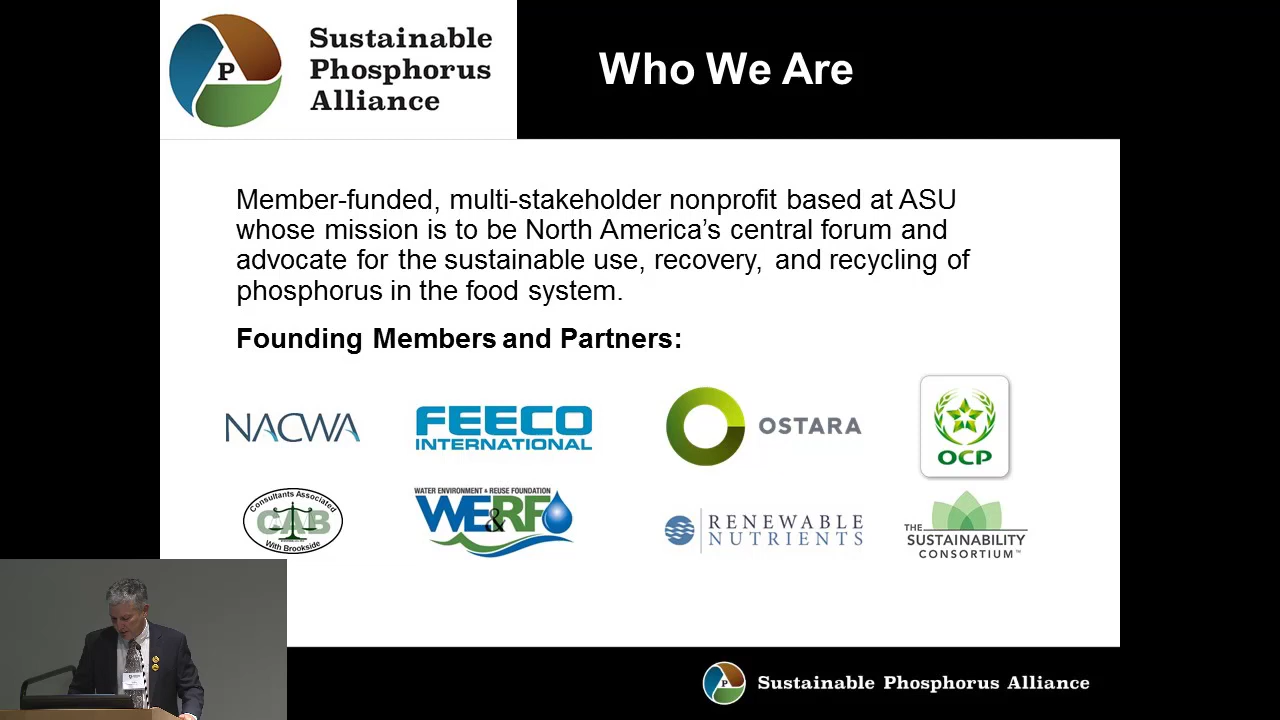 P
Sustainable
Phosphorus
Alliance
Who We Are
Member-funded, multi-stakeholder nonprofit based at ASU
whose mission is to be North America’s central forum and
advocate for the sustainable use, recovery, and recycling of
phosphorus in the food system.
Founding Members and Partners:
NACWA
FEECO
INTERNATIONAL
OSTARA
OCP
Consultants Associated
CAB
With Brookside
WATER ENVIRONMENT & REUSE FOUNDATION
WE&RF
RENEWABLE
NUTRIENTS
THE
SUSTAINABILITY
CONSORTIUM™
P
Sustainable Phosphorus Alliance